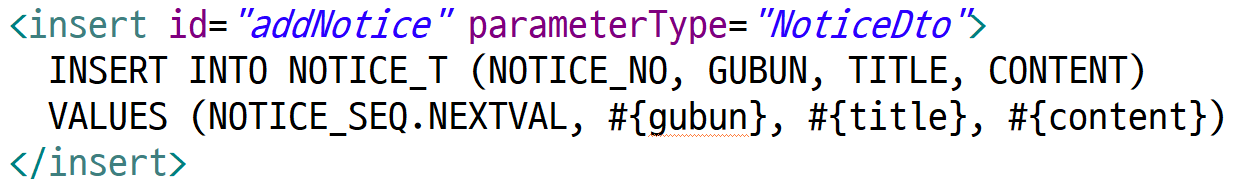 <insert id="addNotice" parameterType="NoticeDto">
  INSERT INTO NOTICE_T (NOTICE_NO, GUBUN, TITLE, CONTENT)
  VALUES (NOTICE_SEQ.NEXTVAL, #{gubun}, #{title}, #{content})
</insert>